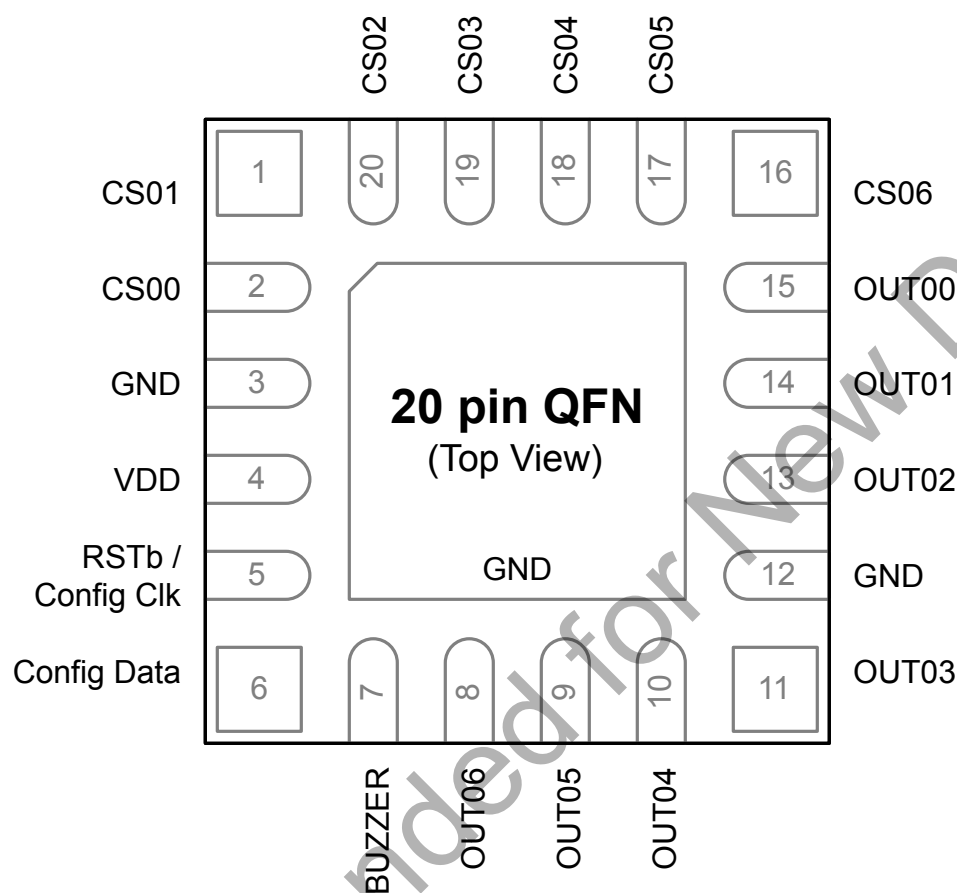 CS02
CS03
CS04
CS05
1
20
19
18
17
16
CS01
CS06
CS00
2
15
OUT00
GND
3
14
OUT01
20 pin QFN
(Top View)
VDD
4
13
OUT02
RSTb /
Config Clk
5
GND
12
GND
Config Data
6
7
8
9
10
11
OUT03
BUZZER
OUT06
OUT05
OUT04
for New